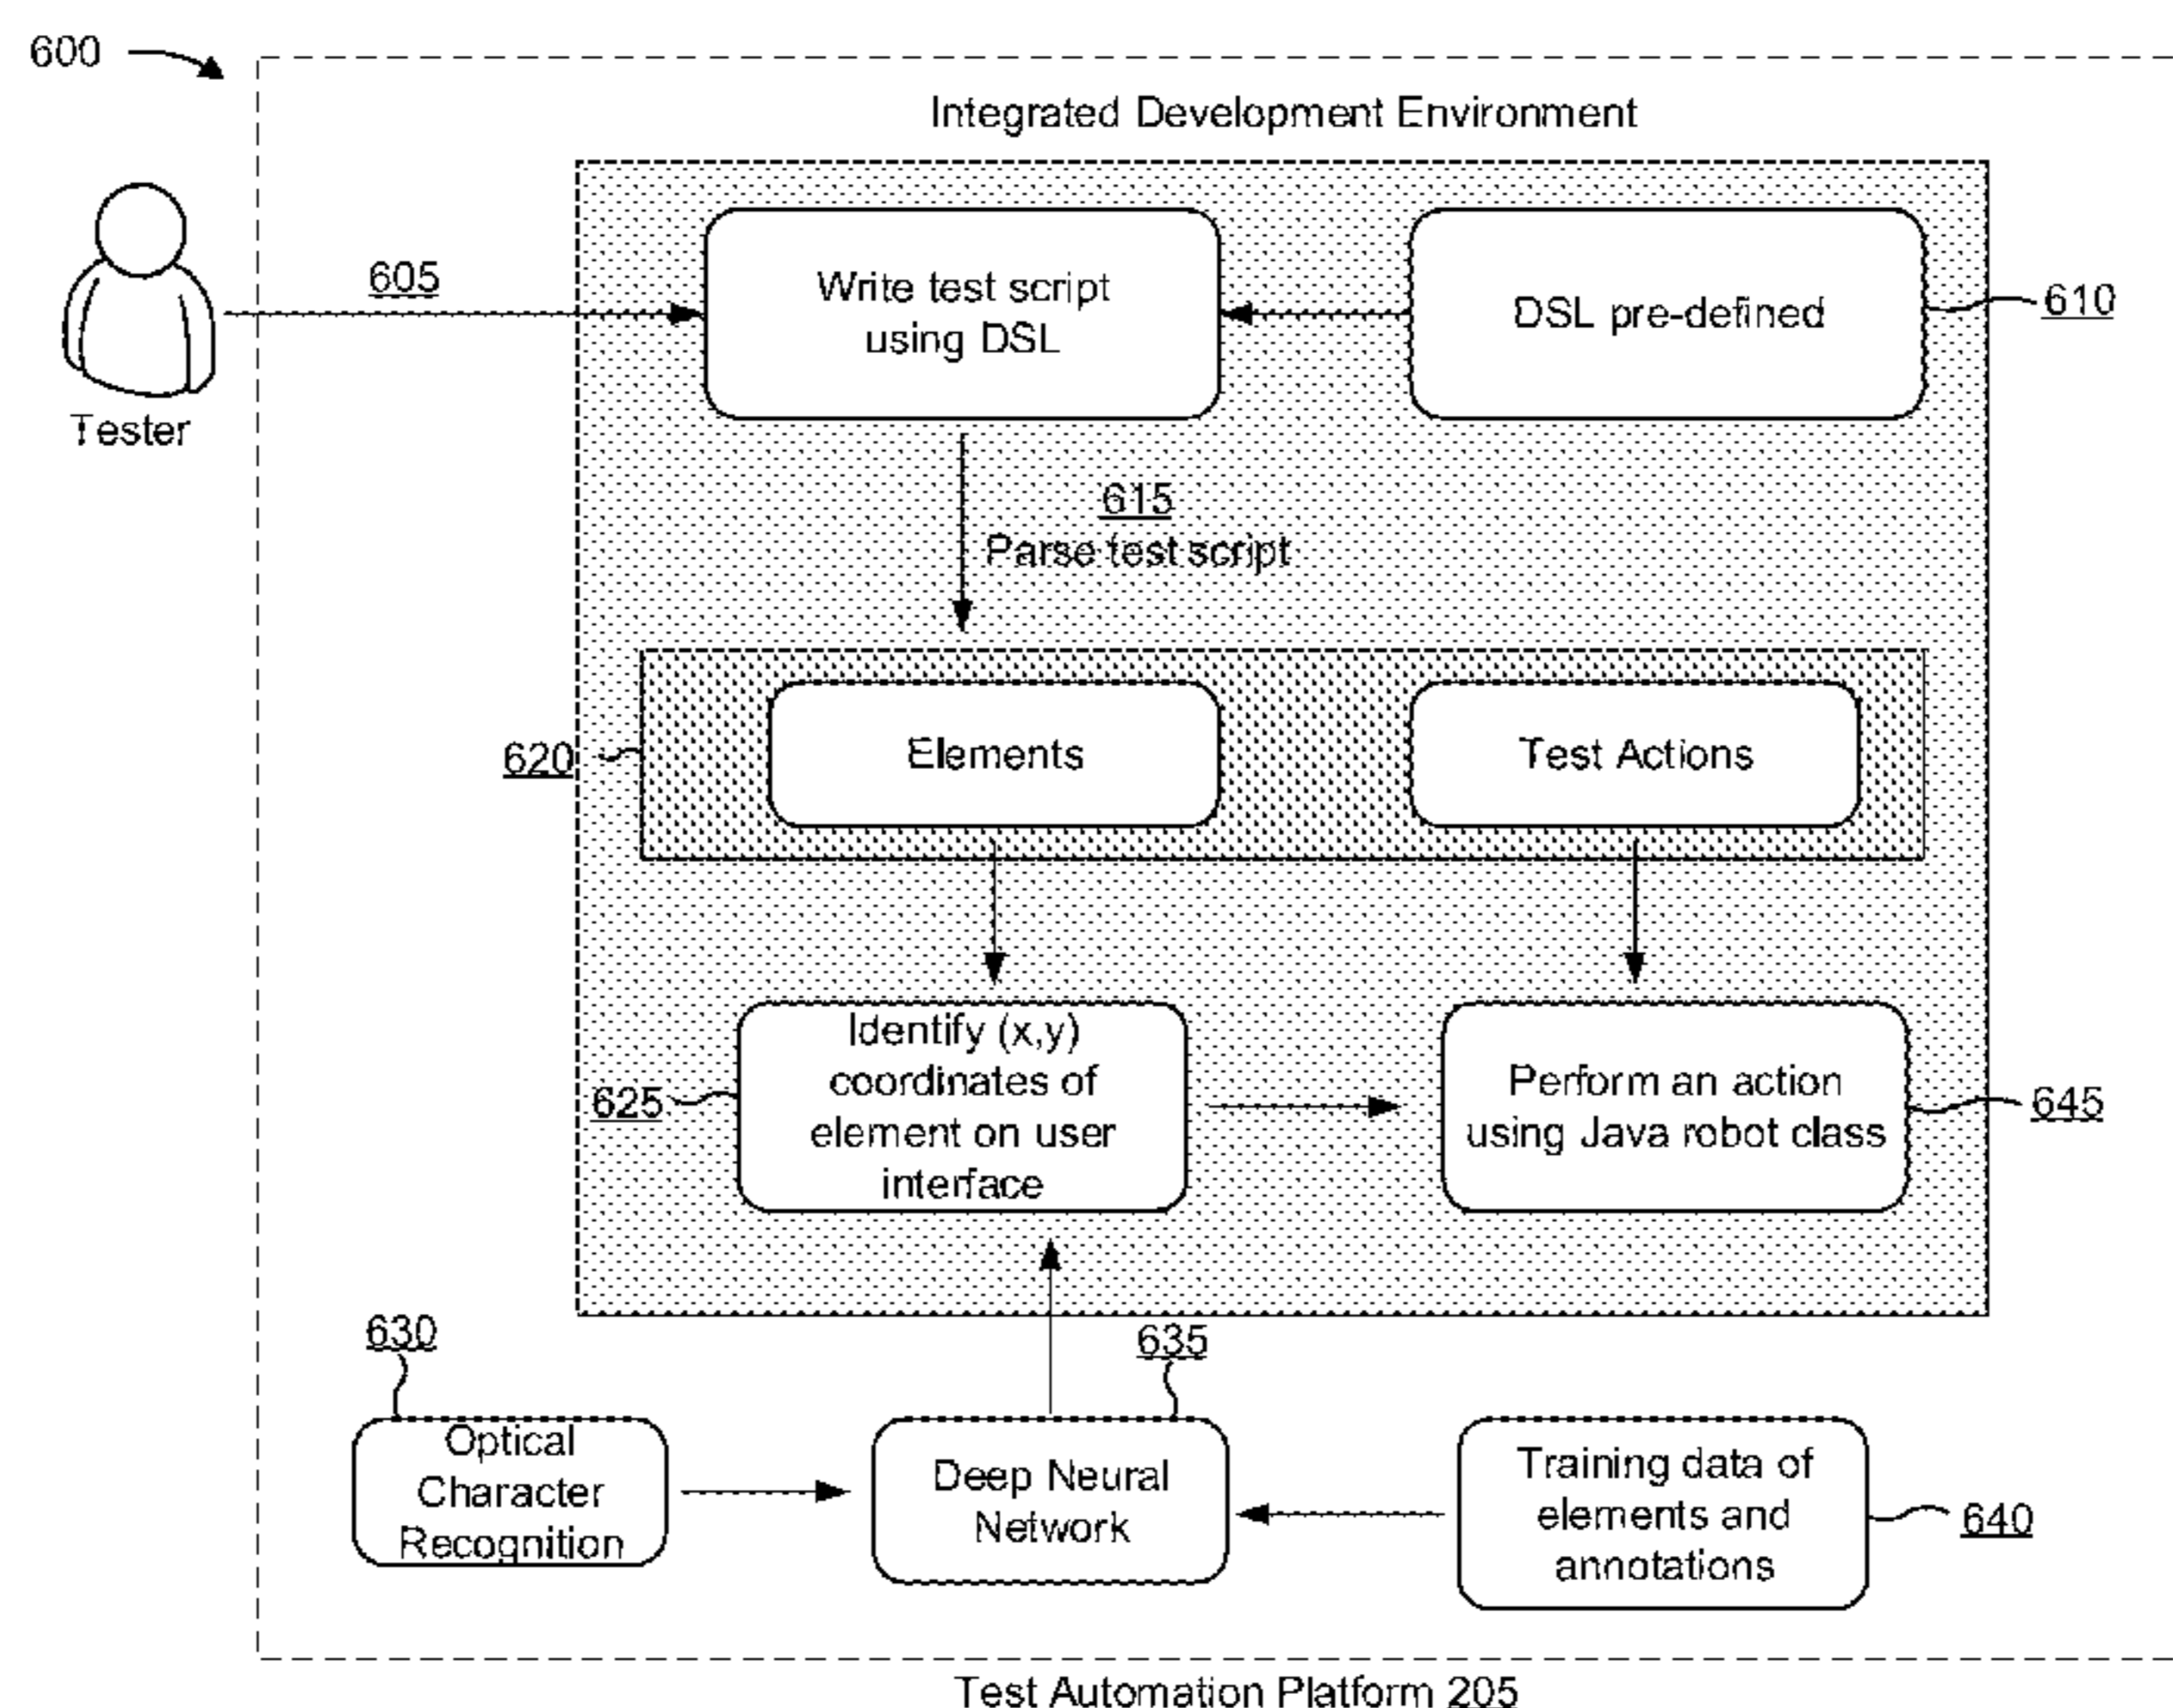 600
Integrated Development Environment
605
Write test script
using DSL
DSL pre-defined
610
Tester
615
Parse test script
620
Elements
Test Actions
625
Identify (x,y)
coordinates of
element on user
interface
Perform an action
using Java robot class
645
630
635
Optical
Character
Recognition
Deep Neural
Network
Training data of
elements and
annotations
640
Test Automation Platform 205